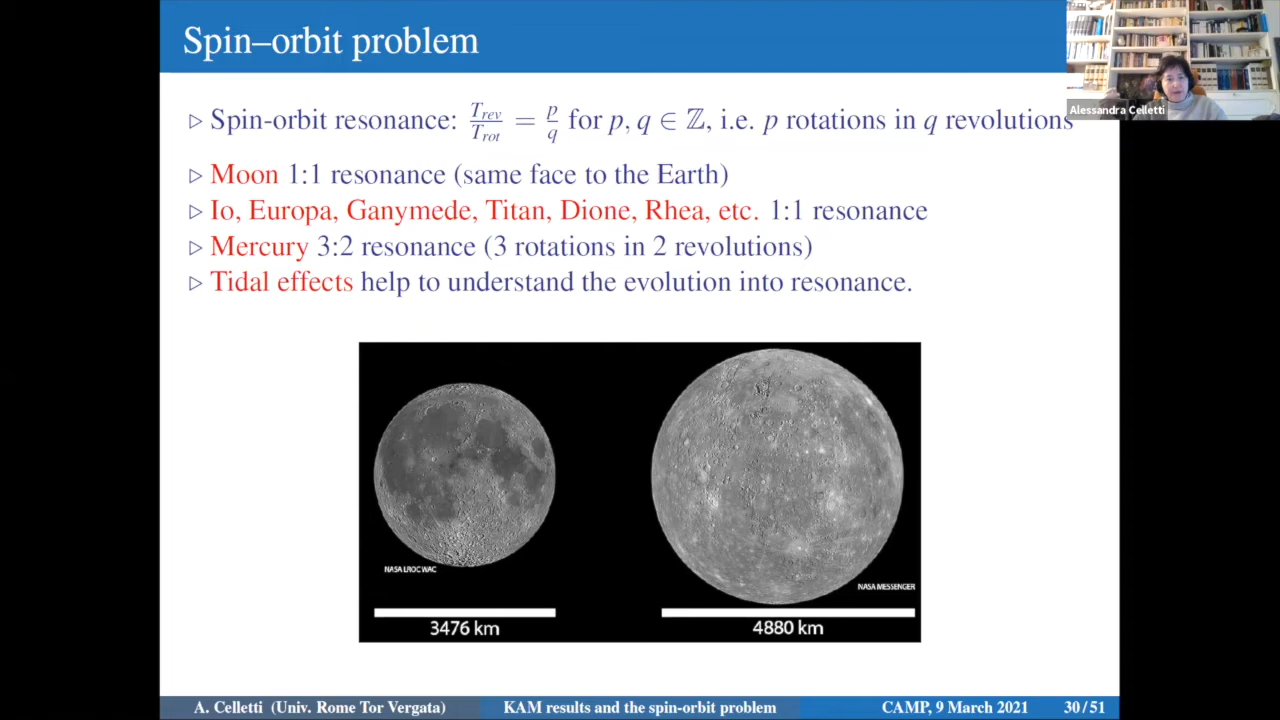 Spin–orbit problem
Alessandra Celletti
▷ Spin-orbit resonance: T_rev/T_rot = p/q for p, q ∈ ℤ, i.e. p rotations in q revolutions
▷ Moon 1:1 resonance (same face to the Earth)
▷ Io, Europa, Ganymede, Titan, Dione, Rhea, etc. 1:1 resonance
▷ Mercury 3:2 resonance (3 rotations in 2 revolutions)
▷ Tidal effects help to understand the evolution into resonance.
NASA LROC WAC
NASA MESSENGER
3476 km
4880 km
A. Celletti (Univ. Rome Tor Vergata) KAM results and the spin-orbit problem CAMP, 9 March 2021 30/51